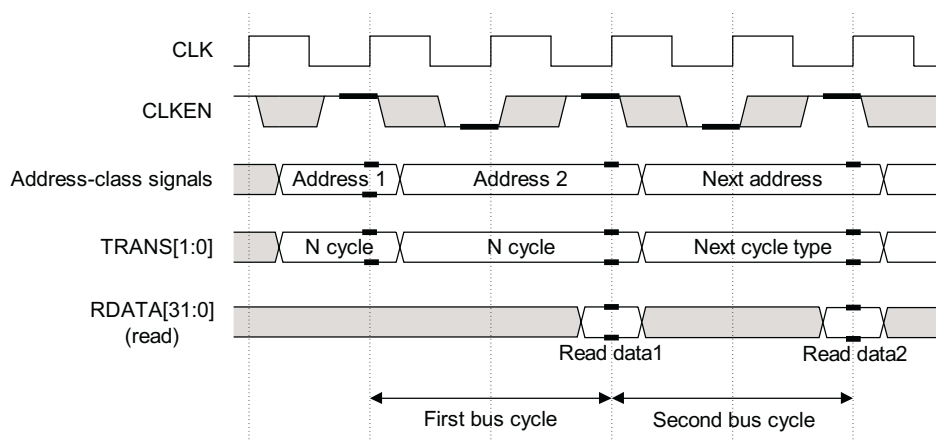 CLK
CLKEN
Address-class signals
Address 1
Address 2
Next address
TRANS[1:0]
N cycle
N cycle
Next cycle type
RDATA[31:0]
(read)
Read data1
Read data2
First bus cycle
Second bus cycle